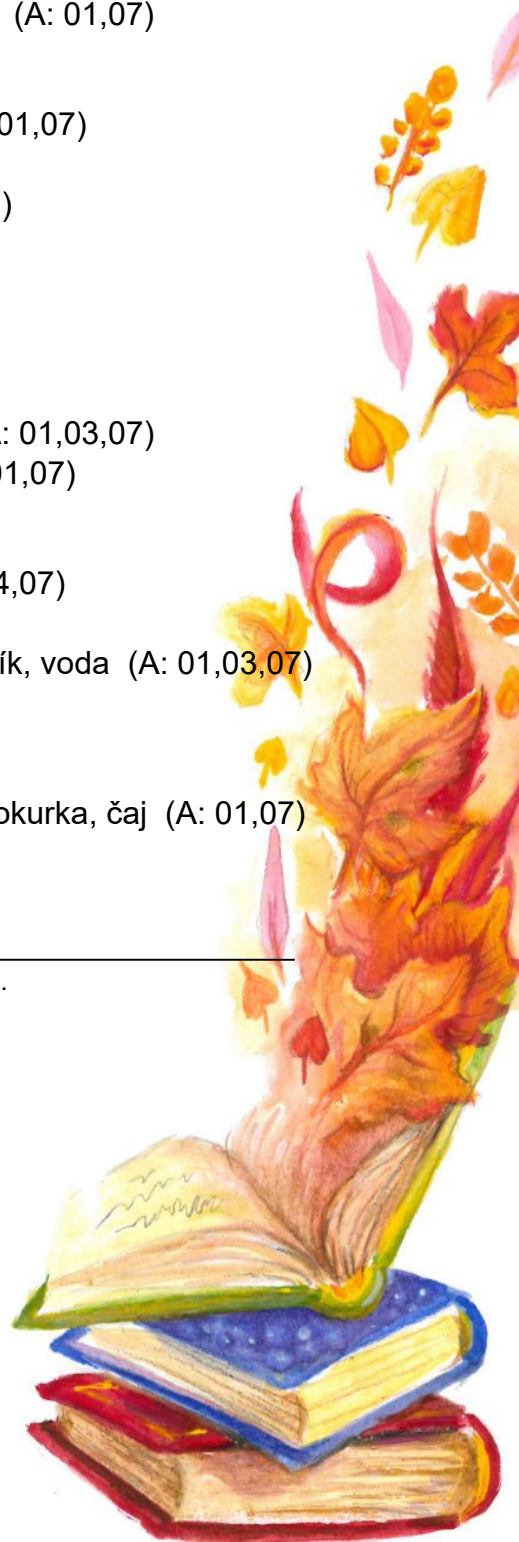 (A: 01,07)
01,07)
)
: 01,03,07)
01,07)
4,07)
ík, voda (A: 01,03,07)
okurka, čaj (A: 01,07)
.